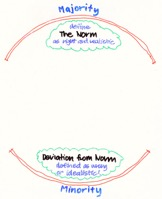 Majority
defines
The Norm
as right and realistic
Deviation from Norm
defined as wrong
or idealistic!
Minority